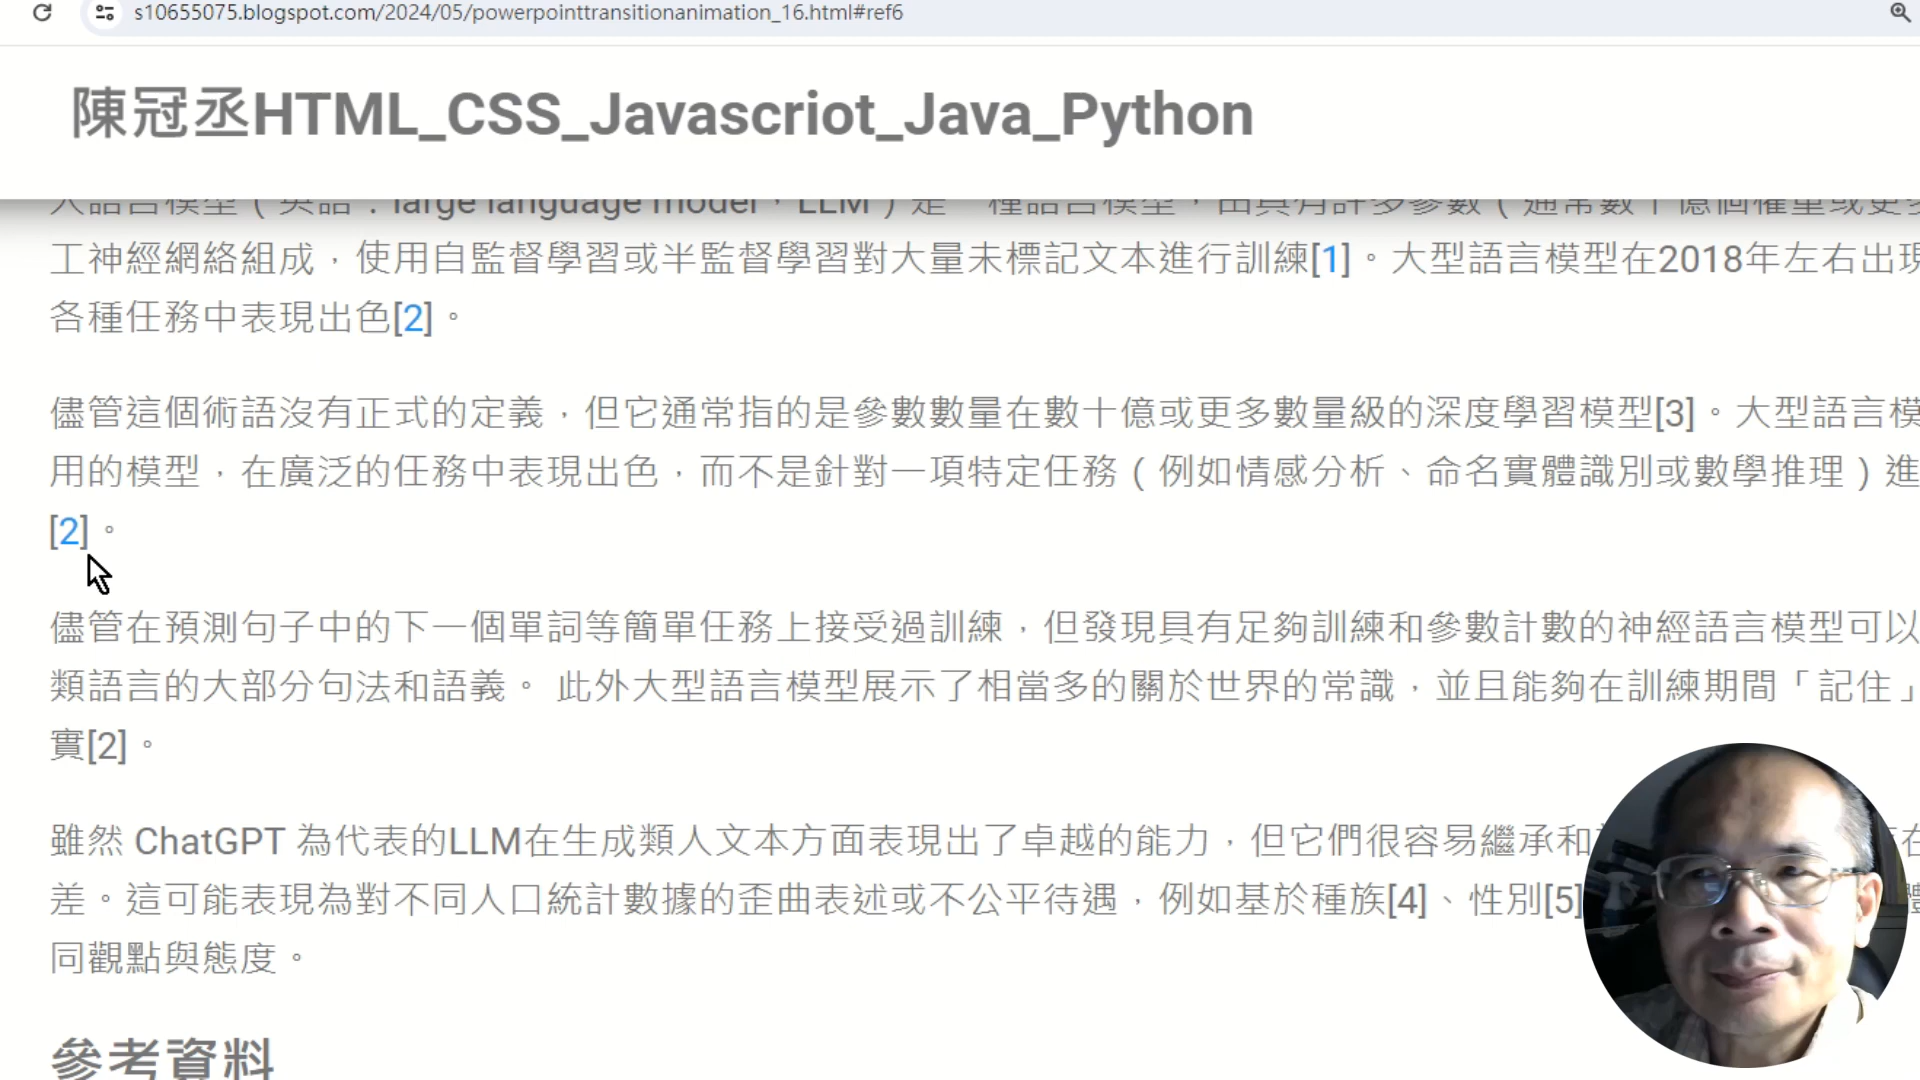 s10655075.blogspot.com/2024/05/powerpointtransitionanimation_16.html#ref6
陳冠丞HTML_CSS_Javascriot_Java_Python
大語言模型（英語：large language model，LLM）是一種語言模型，由具有許多參數（通常數十億個權重或更多
工神經網絡組成，使用自監督學習或半監督學習對大量未標記文本進行訓練[1]。大型語言模型在2018年左右出現
各種任務中表現出色[2]。
儘管這個術語沒有正式的定義，但它通常指的是參數數量在數十億或更多數量級的深度學習模型[3]。大型語言模
用的模型，在廣泛的任務中表現出色，而不是針對一項特定任務（例如情感分析、命名實體識別或數學推理）進
[2]。
儘管在預測句子中的下一個單詞等簡單任務上接受過訓練，但發現具有足夠訓練和參數計數的神經語言模型可以
類語言的大部分句法和語義。 此外大型語言模型展示了相當多的關於世界的常識，並且能夠在訓練期間「記住」
實[2]。
雖然 ChatGPT 為代表的LLM在生成類人文本方面表現出了卓越的能力，但它們很容易繼承和
差。這可能表現為對不同人口統計數據的歪曲表述或不公平待遇，例如基於種族[4]、性別[5]
同觀點與態度。
參考資料